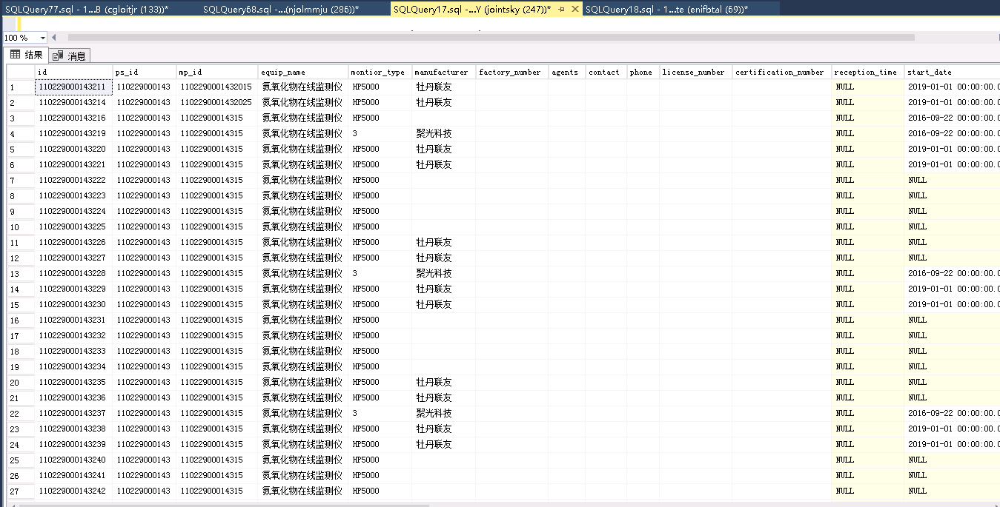 SQLQuery77.sql - 1...B (cgloitjr (133))* SQLQuery68.sql -...(njolmmju (286))* SQLQuery17.sql -...Y (jointsky (247))* SQLQuery18.sql - 1...te (enifbtal (69))*
100 %
结果 消息
id ps_id mp_id equip_name montior_type manufacturer factory_number agents contact phone license_number certification_number reception_time start_date
1 110229000143211 110229000143 1102290001432015 氮氧化物在线监测仪 HP5000 牡丹联友 NULL 2019-01-01 00:00:00.0
2 110229000143214 110229000143 1102290001432025 氮氧化物在线监测仪 HP5000 牡丹联友 NULL 2019-01-01 00:00:00.0
3 110229000143216 110229000143 11022900014315 氮氧化物在线监测仪 HP5000 NULL 2016-09-22 00:00:00.0
4 110229000143219 110229000143 11022900014315 氮氧化物在线监测仪 3 聚光科技 NULL 2016-09-22 00:00:00.0
5 110229000143220 110229000143 11022900014315 氮氧化物在线监测仪 HP5000 牡丹联友 NULL 2019-01-01 00:00:00.0
6 110229000143221 110229000143 11022900014315 氮氧化物在线监测仪 HP5000 牡丹联友 NULL 2019-01-01 00:00:00.0
7 110229000143222 110229000143 11022900014315 氮氧化物在线监测仪 HP5000 NULL NULL
8 110229000143223 110229000143 11022900014315 氮氧化物在线监测仪 HP5000 NULL NULL
9 110229000143224 110229000143 11022900014315 氮氧化物在线监测仪 HP5000 NULL NULL
10 110229000143225 110229000143 11022900014315 氮氧化物在线监测仪 HP5000 NULL NULL
11 110229000143226 110229000143 11022900014315 氮氧化物在线监测仪 HP5000 牡丹联友 NULL NULL
12 110229000143227 110229000143 11022900014315 氮氧化物在线监测仪 HP5000 牡丹联友 NULL NULL
13 110229000143228 110229000143 11022900014315 氮氧化物在线监测仪 3 聚光科技 NULL 2016-09-22 00:00:00.0
14 110229000143229 110229000143 11022900014315 氮氧化物在线监测仪 HP5000 牡丹联友 NULL 2019-01-01 00:00:00.0
15 110229000143230 110229000143 11022900014315 氮氧化物在线监测仪 HP5000 牡丹联友 NULL 2019-01-01 00:00:00.0
16 110229000143231 110229000143 11022900014315 氮氧化物在线监测仪 HP5000 NULL NULL
17 110229000143232 110229000143 11022900014315 氮氧化物在线监测仪 HP5000 NULL NULL
18 110229000143233 110229000143 11022900014315 氮氧化物在线监测仪 HP5000 NULL NULL
19 110229000143234 110229000143 11022900014315 氮氧化物在线监测仪 HP5000 NULL NULL
20 110229000143235 110229000143 11022900014315 氮氧化物在线监测仪 HP5000 牡丹联友 NULL NULL
21 110229000143236 110229000143 11022900014315 氮氧化物在线监测仪 HP5000 牡丹联友 NULL NULL
22 110229000143237 110229000143 11022900014315 氮氧化物在线监测仪 3 聚光科技 NULL 2016-09-22 00:00:00.0
23 110229000143238 110229000143 11022900014315 氮氧化物在线监测仪 HP5000 牡丹联友 NULL 2019-01-01 00:00:00.0
24 110229000143239 110229000143 11022900014315 氮氧化物在线监测仪 HP5000 牡丹联友 NULL 2019-01-01 00:00:00.0
25 110229000143240 110229000143 11022900014315 氮氧化物在线监测仪 HP5000 NULL NULL
26 110229000143241 110229000143 11022900014315 氮氧化物在线监测仪 HP5000 NULL NULL
27 110229000143242 110229000143 11022900014315 氮氧化物在线监测仪 HP5000 NULL NULL